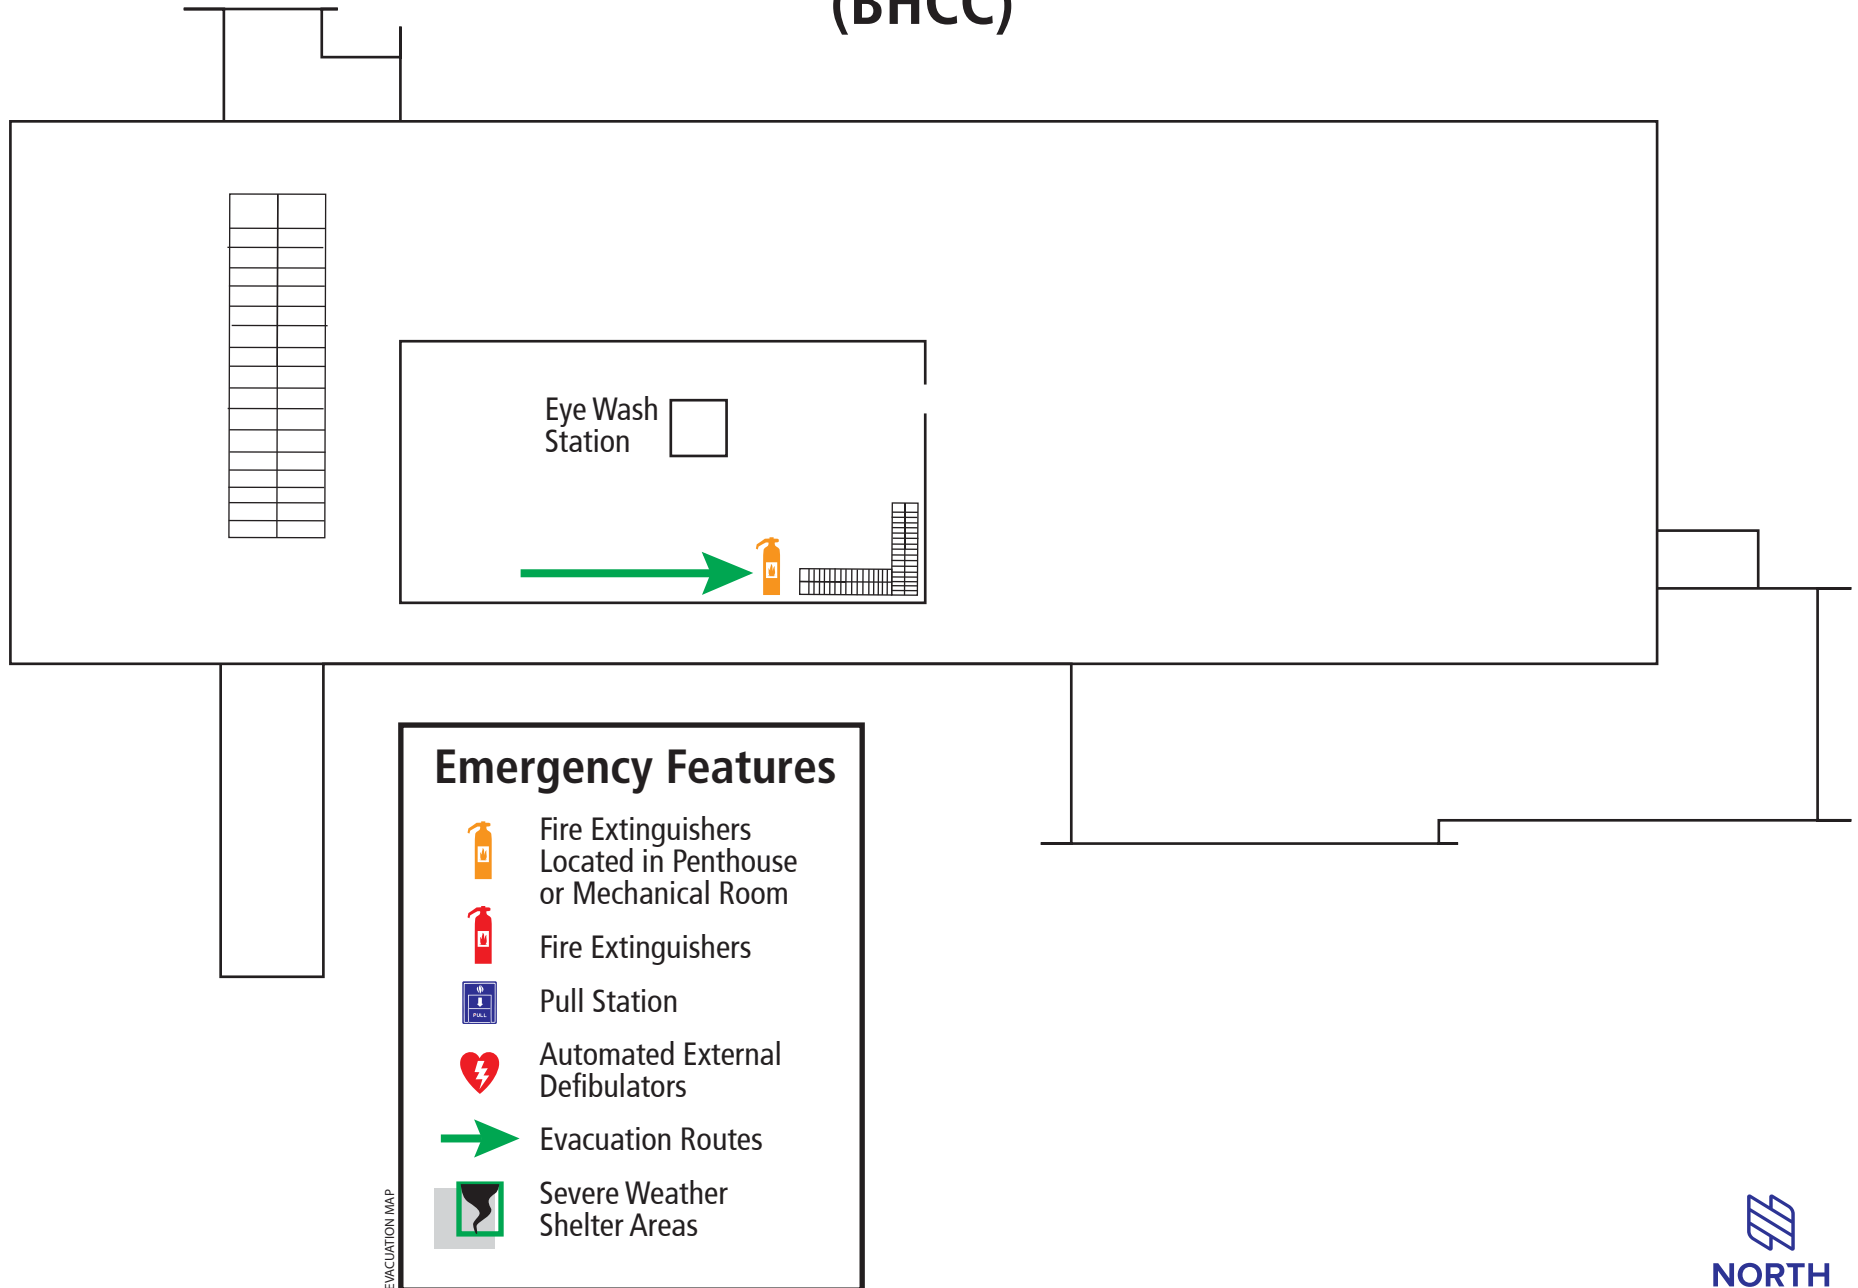 (BHCC)
Eye Wash
Station
Emergency Features
Fire Extinguishers
Located in Penthouse
or Mechanical Room
Fire Extinguishers
PULL
Pull Station
Automated External
Defibulators
Evacuation Routes
Severe Weather
Shelter Areas
EVACUATION MAP
NORTH